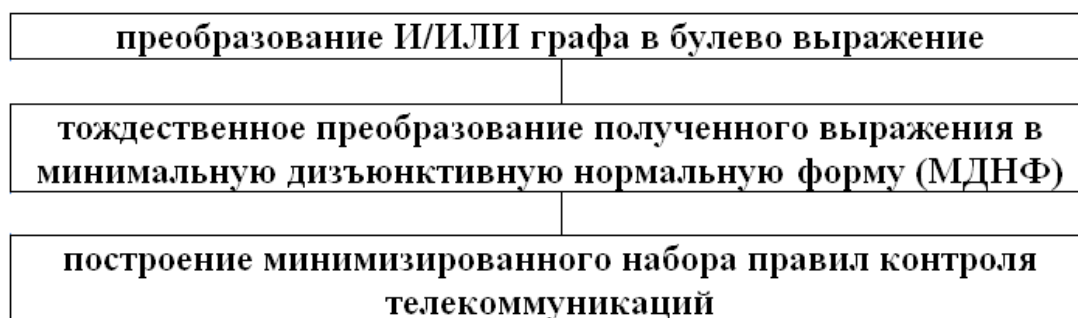 преобразование И/ИЛИ графа в булево выражение
тождественное преобразование полученного выражения в
минимальную дизъюнктивную нормальную форму (МДНФ)
построение минимизированного набора правил контроля
телекоммуникаций